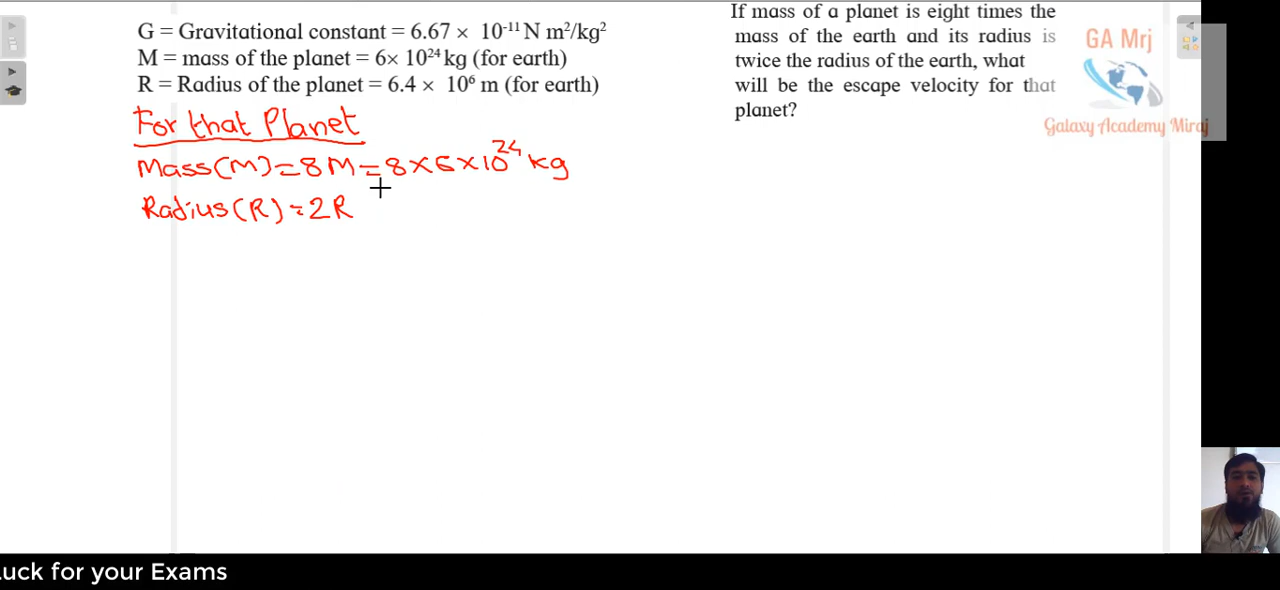 G = Gravitational constant = 6.67 × 10⁻¹¹ N m²/kg²
M = mass of the planet = 6× 10²⁴ kg (for earth)
R = Radius of the planet = 6.4 × 10⁶ m (for earth)
For that Planet
Mass(M) = 8M = 8×6×10²⁴ kg
Radius(R) = 2R
If mass of a planet is eight times the
mass of the earth and its radius is
twice the radius of the earth, what
will be the escape velocity for that
planet?
GA Mrj
Galaxy Academy Miraj
Luck for your Exams